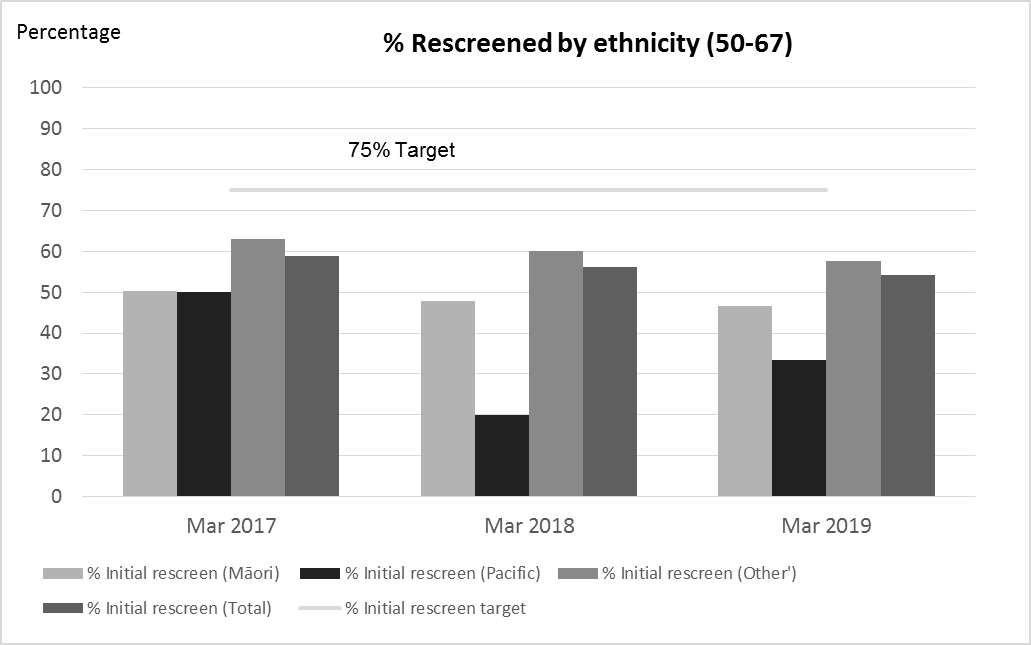 Percentage
% Rescreened by ethnicity (50-67)
100
90
75% Target
80
70
60
50
40
30
20
10
0
Mar 2017 Mar 2018 Mar 2019
% Initial rescreen (Māori) % Initial rescreen (Pacific) % Initial rescreen (Other')
% Initial rescreen (Total) % Initial rescreen target